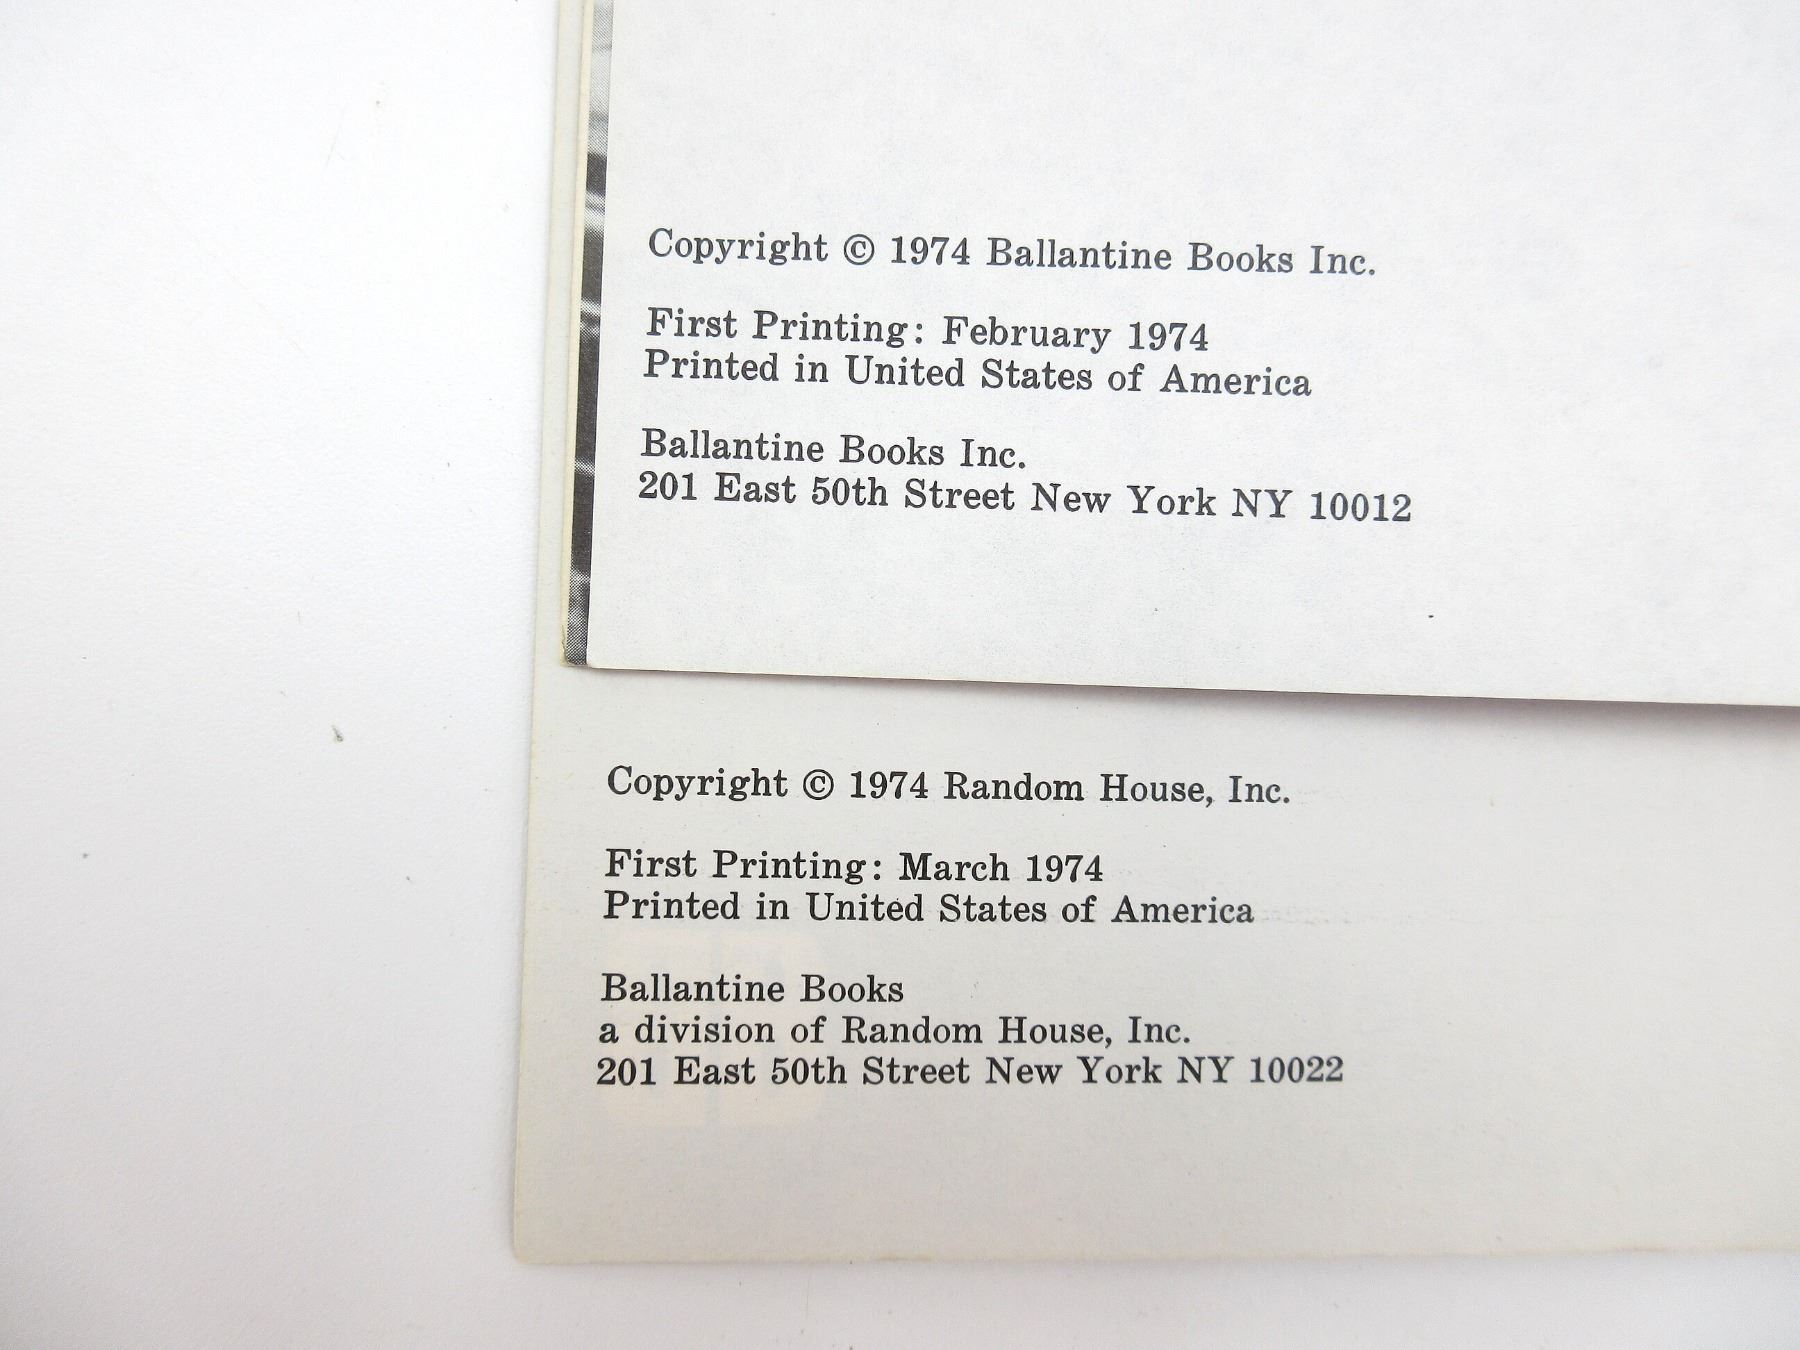 Copyright © 1974 Ballantine Books Inc.
First Printing: February 1974
Printed in United States of America
Ballantine Books Inc.
201 East 50th Street New York NY 10012
Copyright © 1974 Random House, Inc.
First Printing: March 1974
Printed in United States of America
Ballantine Books
a division of Random House, Inc.
201 East 50th Street New York NY 10022